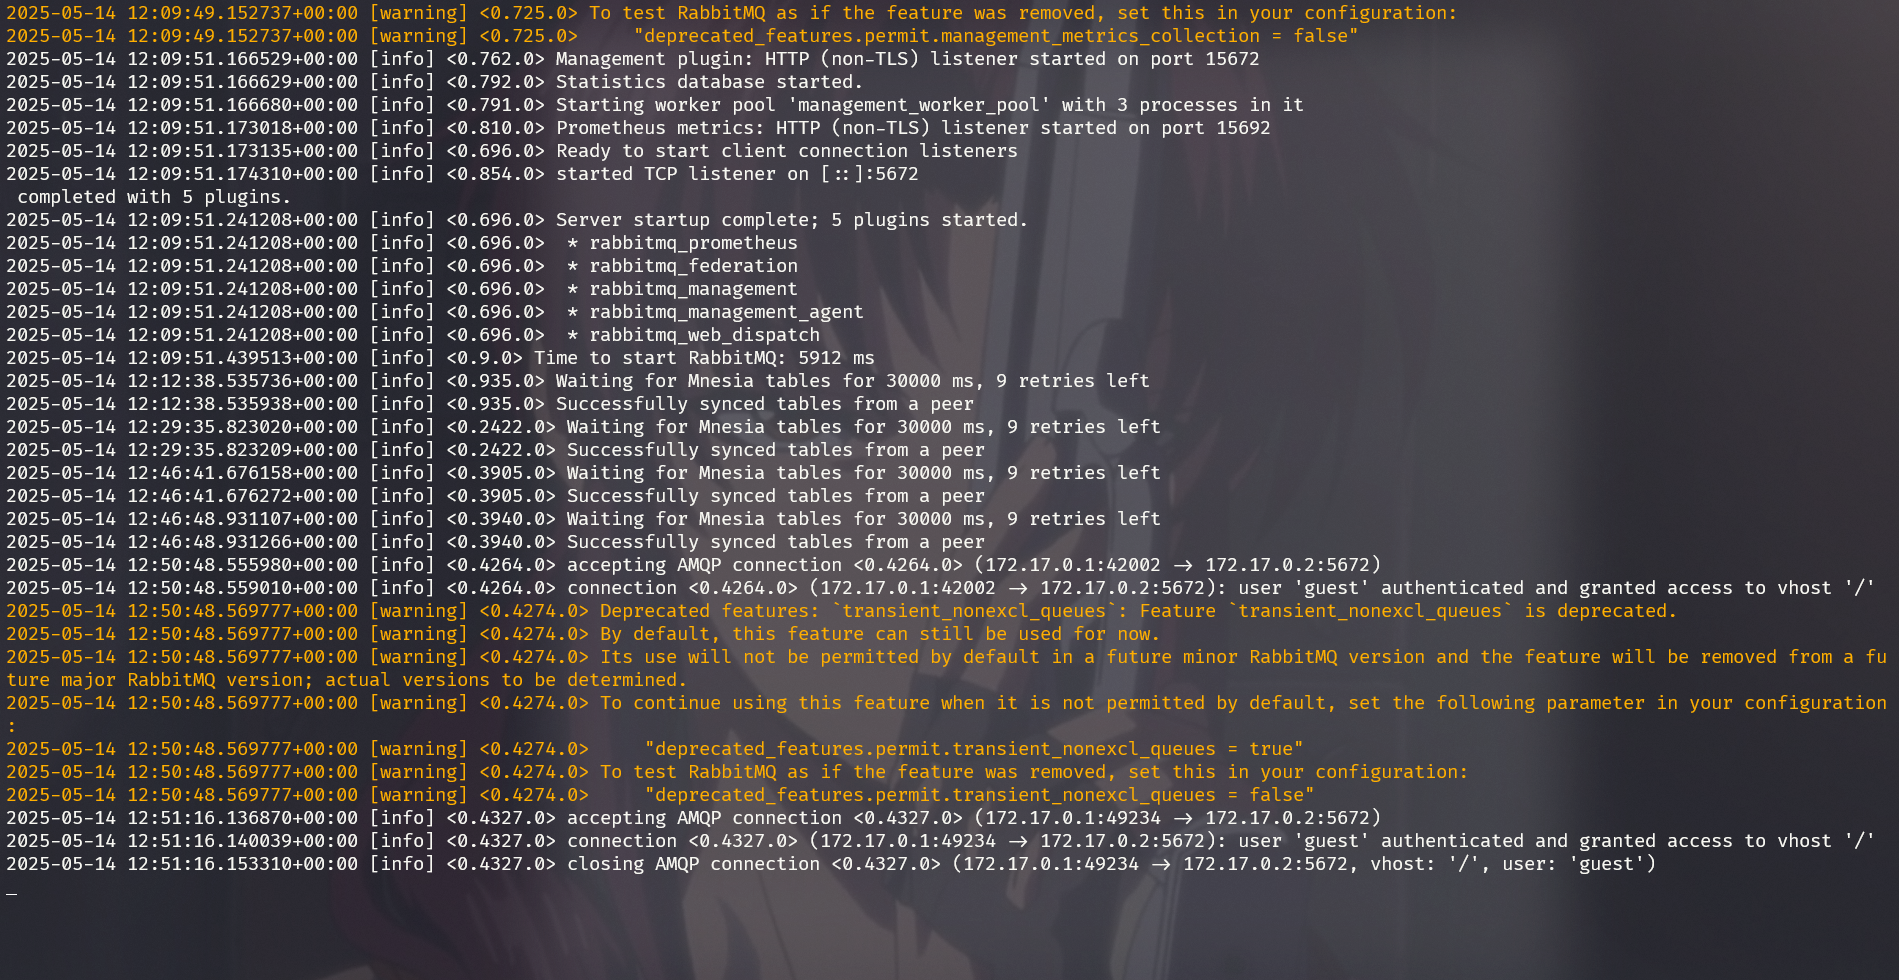 2025-05-14 12:09:49.152737+00:00 [warning] <0.725.0> To test RabbitMQ as if the feature was removed, set this in your configuration:
2025-05-14 12:09:49.152737+00:00 [warning] <0.725.0>     "deprecated_features.permit.management_metrics_collection = false"
2025-05-14 12:09:51.166529+00:00 [info] <0.762.0> Management plugin: HTTP (non-TLS) listener started on port 15672
2025-05-14 12:09:51.166629+00:00 [info] <0.792.0> Statistics database started.
2025-05-14 12:09:51.166680+00:00 [info] <0.791.0> Starting worker pool 'management_worker_pool' with 3 processes in it
2025-05-14 12:09:51.173018+00:00 [info] <0.810.0> Prometheus metrics: HTTP (non-TLS) listener started on port 15692
2025-05-14 12:09:51.173135+00:00 [info] <0.696.0> Ready to start client connection listeners
2025-05-14 12:09:51.174310+00:00 [info] <0.854.0> started TCP listener on [::]:5672
 completed with 5 plugins.
2025-05-14 12:09:51.241208+00:00 [info] <0.696.0> Server startup complete; 5 plugins started.
2025-05-14 12:09:51.241208+00:00 [info] <0.696.0>  * rabbitmq_prometheus
2025-05-14 12:09:51.241208+00:00 [info] <0.696.0>  * rabbitmq_federation
2025-05-14 12:09:51.241208+00:00 [info] <0.696.0>  * rabbitmq_management
2025-05-14 12:09:51.241208+00:00 [info] <0.696.0>  * rabbitmq_management_agent
2025-05-14 12:09:51.241208+00:00 [info] <0.696.0>  * rabbitmq_web_dispatch
2025-05-14 12:09:51.439513+00:00 [info] <0.9.0> Time to start RabbitMQ: 5912 ms
2025-05-14 12:12:38.535736+00:00 [info] <0.935.0> Waiting for Mnesia tables for 30000 ms, 9 retries left
2025-05-14 12:12:38.535938+00:00 [info] <0.935.0> Successfully synced tables from a peer
2025-05-14 12:29:35.823020+00:00 [info] <0.2422.0> Waiting for Mnesia tables for 30000 ms, 9 retries left
2025-05-14 12:29:35.823209+00:00 [info] <0.2422.0> Successfully synced tables from a peer
2025-05-14 12:46:41.676158+00:00 [info] <0.3905.0> Waiting for Mnesia tables for 30000 ms, 9 retries left
2025-05-14 12:46:41.676272+00:00 [info] <0.3905.0> Successfully synced tables from a peer
2025-05-14 12:46:48.931107+00:00 [info] <0.3940.0> Waiting for Mnesia tables for 30000 ms, 9 retries left
2025-05-14 12:46:48.931266+00:00 [info] <0.3940.0> Successfully synced tables from a peer
2025-05-14 12:50:48.555980+00:00 [info] <0.4264.0> accepting AMQP connection <0.4264.0> (172.17.0.1:42002 -> 172.17.0.2:5672)
2025-05-14 12:50:48.559010+00:00 [info] <0.4264.0> connection <0.4264.0> (172.17.0.1:42002 -> 172.17.0.2:5672): user 'guest' authenticated and granted access to vhost '/'
2025-05-14 12:50:48.569777+00:00 [warning] <0.4274.0> Deprecated features: `transient_nonexcl_queues`: Feature `transient_nonexcl_queues` is deprecated.
2025-05-14 12:50:48.569777+00:00 [warning] <0.4274.0> By default, this feature can still be used for now.
2025-05-14 12:50:48.569777+00:00 [warning] <0.4274.0> Its use will not be permitted by default in a future minor RabbitMQ version and the feature will be removed from a fu
ture major RabbitMQ version; actual versions to be determined.
2025-05-14 12:50:48.569777+00:00 [warning] <0.4274.0> To continue using this feature when it is not permitted by default, set the following parameter in your configuration
:
2025-05-14 12:50:48.569777+00:00 [warning] <0.4274.0>     "deprecated_features.permit.transient_nonexcl_queues = true"
2025-05-14 12:50:48.569777+00:00 [warning] <0.4274.0> To test RabbitMQ as if the feature was removed, set this in your configuration:
2025-05-14 12:50:48.569777+00:00 [warning] <0.4274.0>     "deprecated_features.permit.transient_nonexcl_queues = false"
2025-05-14 12:51:16.136870+00:00 [info] <0.4327.0> accepting AMQP connection <0.4327.0> (172.17.0.1:49234 -> 172.17.0.2:5672)
2025-05-14 12:51:16.140039+00:00 [info] <0.4327.0> connection <0.4327.0> (172.17.0.1:49234 -> 172.17.0.2:5672): user 'guest' authenticated and granted access to vhost '/'
2025-05-14 12:51:16.153310+00:00 [info] <0.4327.0> closing AMQP connection <0.4327.0> (172.17.0.1:49234 -> 172.17.0.2:5672, vhost: '/', user: 'guest')